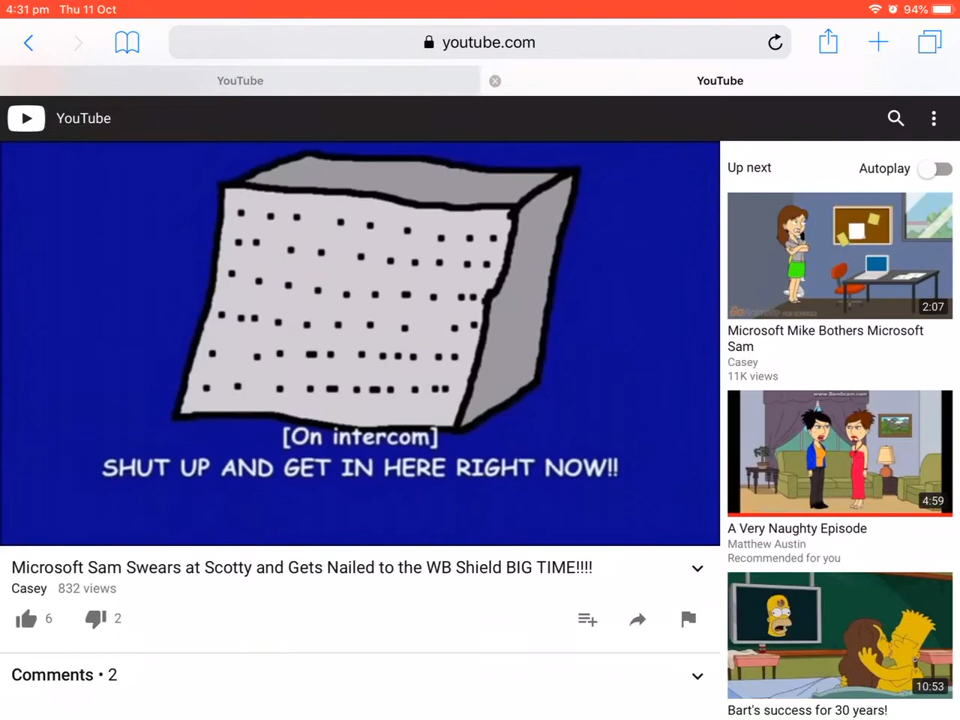 4:31 pm Thu 11 Oct
94%
youtube.com
YouTube
YouTube
YouTube
[On intercom]
SHUT UP AND GET IN HERE RIGHT NOW!!
Microsoft Sam Swears at Scotty and Gets Nailed to the WB Shield BIG TIME!!!!
Casey 832 views
6
2
Comments • 2
Up next
Autoplay
2:07
Microsoft Mike Bothers Microsoft
Sam
Casey
11K views
www.Bandicam.com
4:59
A Very Naughty Episode
Matthew Austin
Recommended for you
10:53
Bart's success for 30 years!